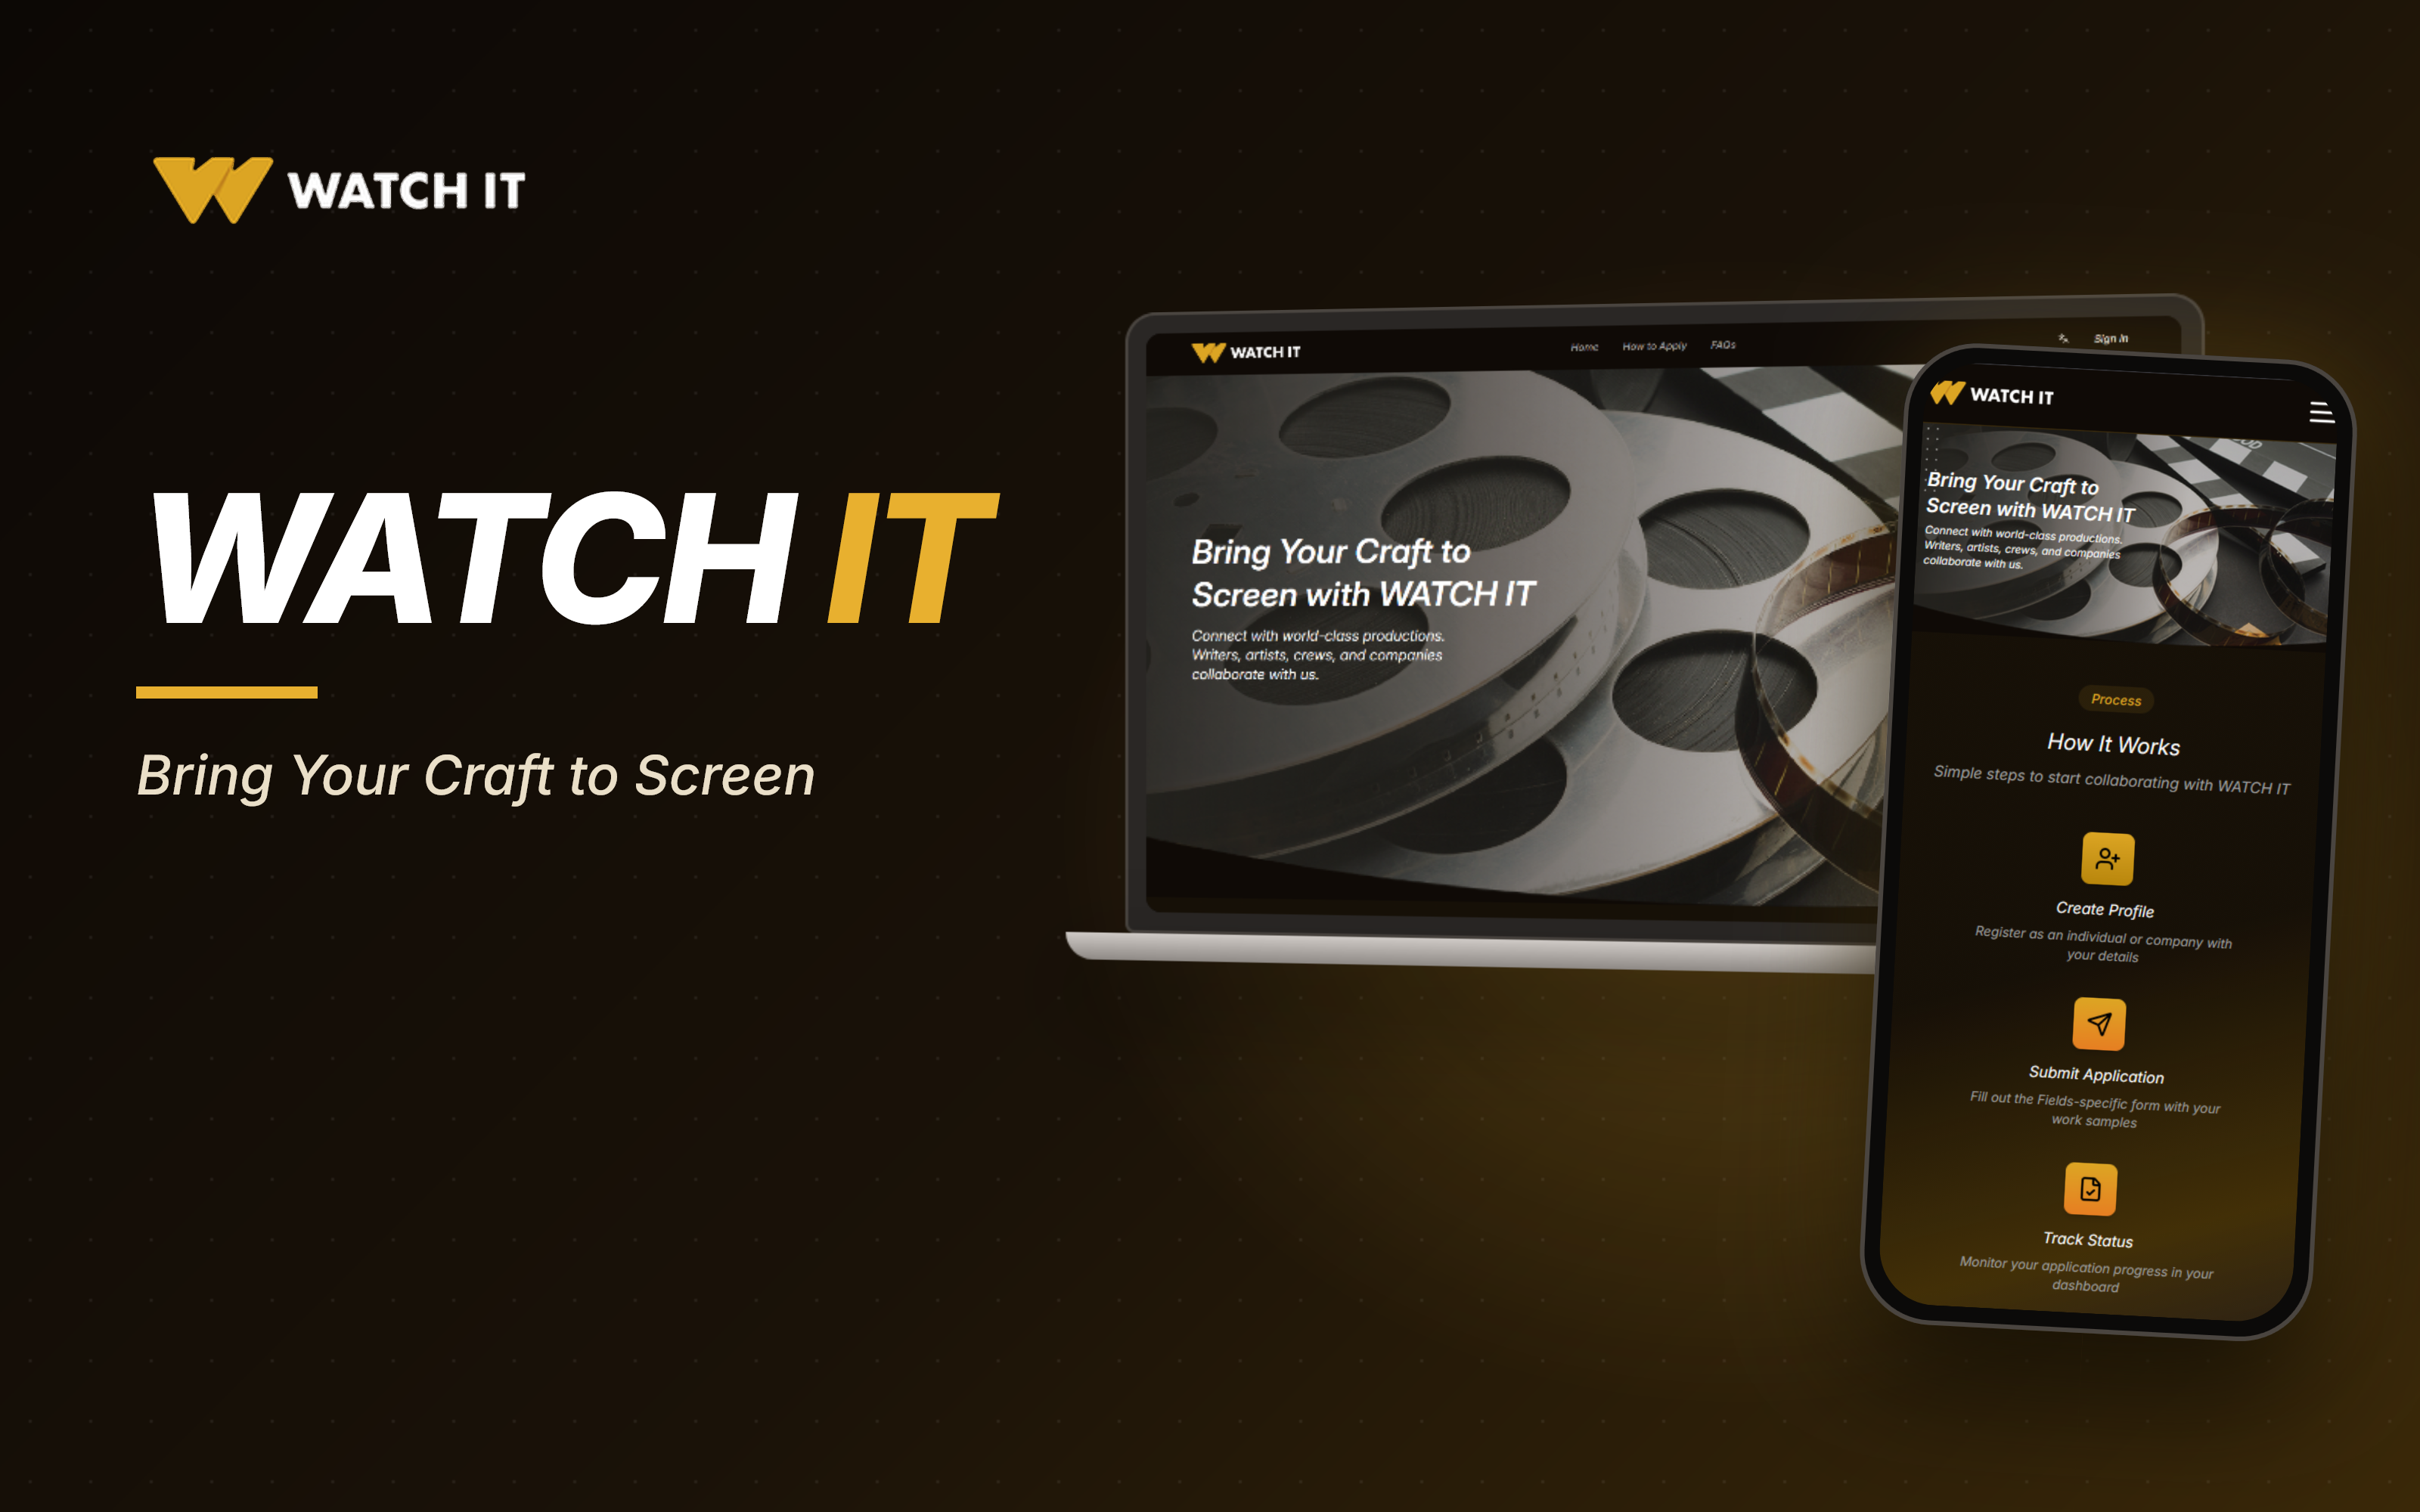 WATCH IT
WATCH IT
Bring Your Craft to Screen
WATCH IT
Home
How to Apply
FAQs
Sign In
Bring Your Craft to
Screen with WATCH IT
Connect with world-class productions.
Writers, artists, crews, and companies
collaborate with us.
WATCH IT
Bring Your Craft to
Screen with WATCH IT
Connect with world-class productions.
Writers, artists, crews, and companies
collaborate with us.
Process
How It Works
Simple steps to start collaborating with WATCH IT
Create Profile
Register as an individual or company with
your details
Submit Application
Fill out the Fields-specific form with your
work samples
Track Status
Monitor your application progress in your
dashboard